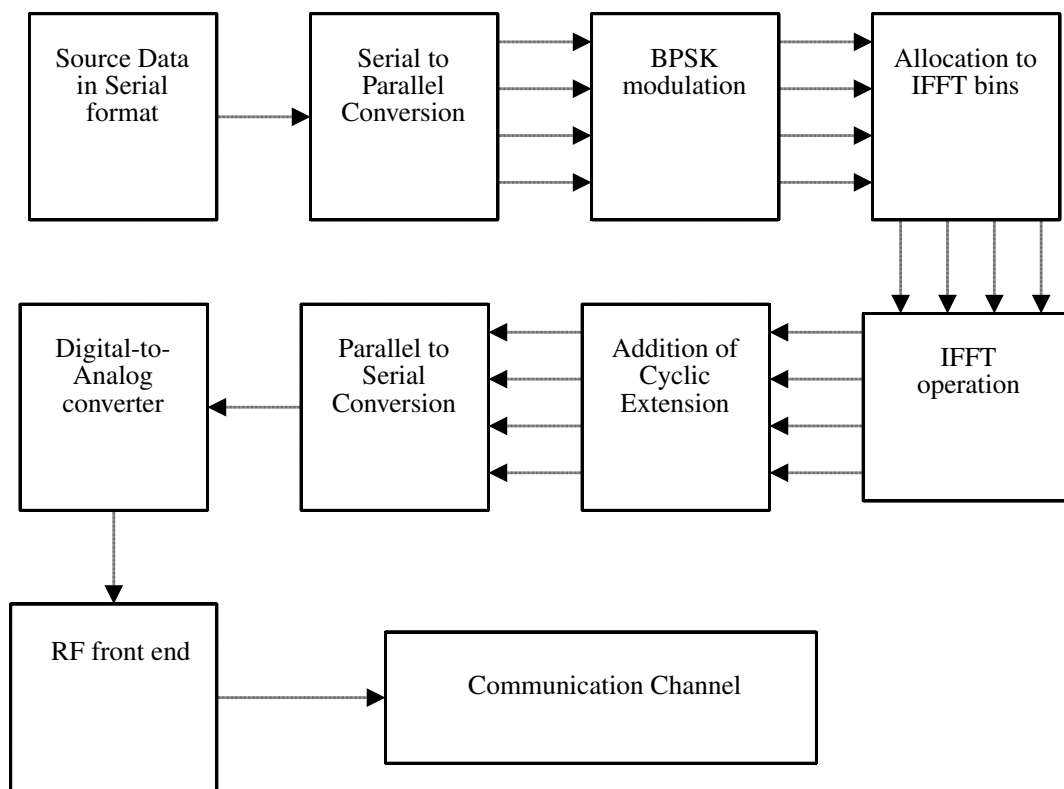 Source Data
in Serial
format
Serial to
Parallel
Conversion
BPSK
modulation
Allocation to
IFFT bins
Digital-to-
Analog
converter
Parallel to
Serial
Conversion
Addition of
Cyclic
Extension
IFFT
operation
RF front end
Communication Channel